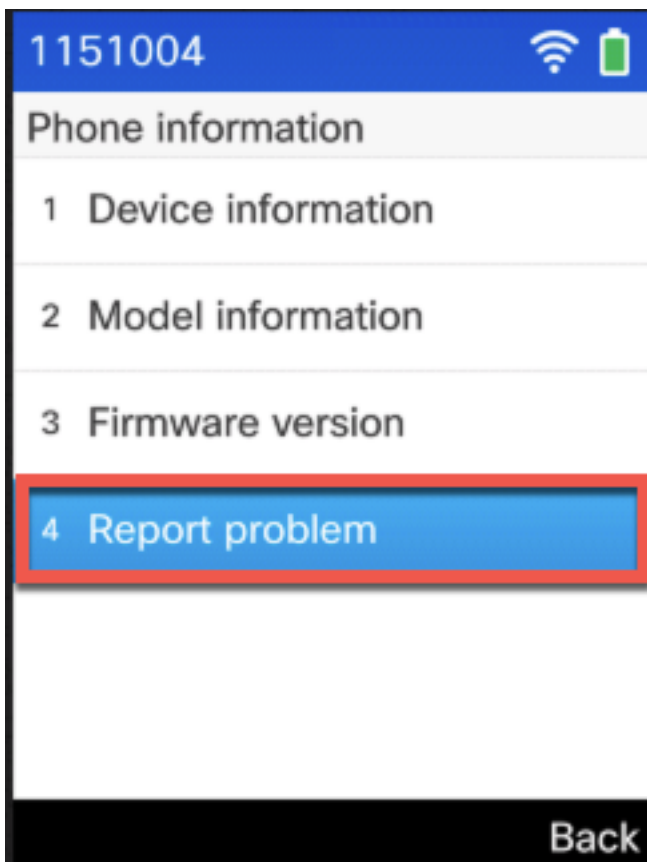 1151004
Phone information
1 Device information
2 Model information
3 Firmware version
4 Report problem
Back